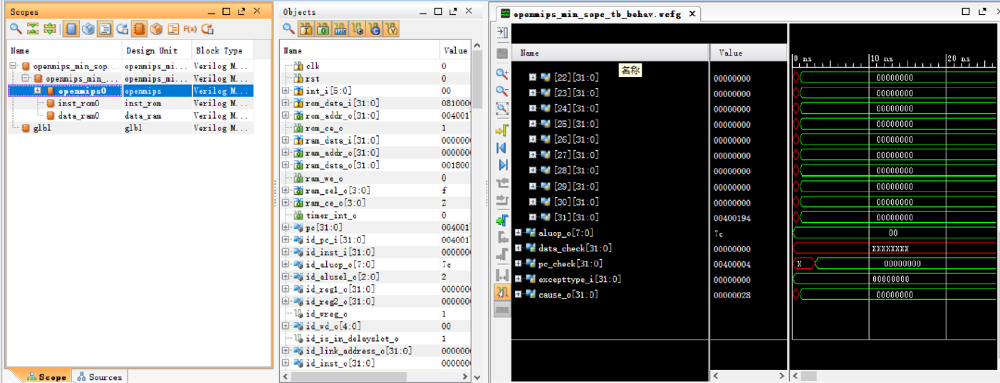 Scopes
Name Design Unit Block Type
openmips_min_sop... openmips_mi... Verilog M...
openmips_min_... openmips_mi... Verilog M...
openmips0 openmips Verilog M...
inst_rom0 inst_rom Verilog M...
data_ram0 data_ram Verilog M...
glbl glbl Verilog M...
Scope Sources
Objects
Name Value
clk 0
rst 0
int_i[5:0] 00
rom_data_i[31:0] 081000
rom_addr_o[31:0] 004001
rom_ce_o 1
ram_data_i[31:0] 000000
ram_addr_o[31:0] 000000
ram_data_o[31:0] 001800
ram_we_o 0
ram_sel_o[3:0] f
ram_ce_o[3:0] Z
timer_int_o 0
pc[31:0] 004001
id_pc_i[31:0] 004001
id_inst_i[31:0] 000000
id_aluop_o[7:0] 7c
id_alusel_o[2:0] 2
id_reg1_o[31:0] 000000
id_reg2_o[31:0] 000000
id_wreg_o 1
id_wd_o[4:0] 00
id_is_in_delayslot_o 1
id_link_address_o[31:0] 000000
id_inst_o[31:0] 000000
openmips_min_sopc_tb_behav.wcfg
Name Value 0 ns 10 ns 20 ns
名称
[22][31:0] 00000000 00000000
[23][31:0] 00000000 00000000
[24][31:0] 00000000 00000000
[25][31:0] 00000000 00000000
[26][31:0] 00000000 00000000
[27][31:0] 00000000 00000000
[28][31:0] 00000000 00000000
[29][31:0] 00000000 00000000
[30][31:0] 00000000 00000000
[31][31:0] 00400194 00000000
aluop_o[7:0] 7c 00
data_check[31:0] 00000000 XXXXXXXX
pc_check[31:0] 00400004 X 00000000
excepttype_i[31:0] 00000000 00000000
cause_o[31:0] 00000028 00000000